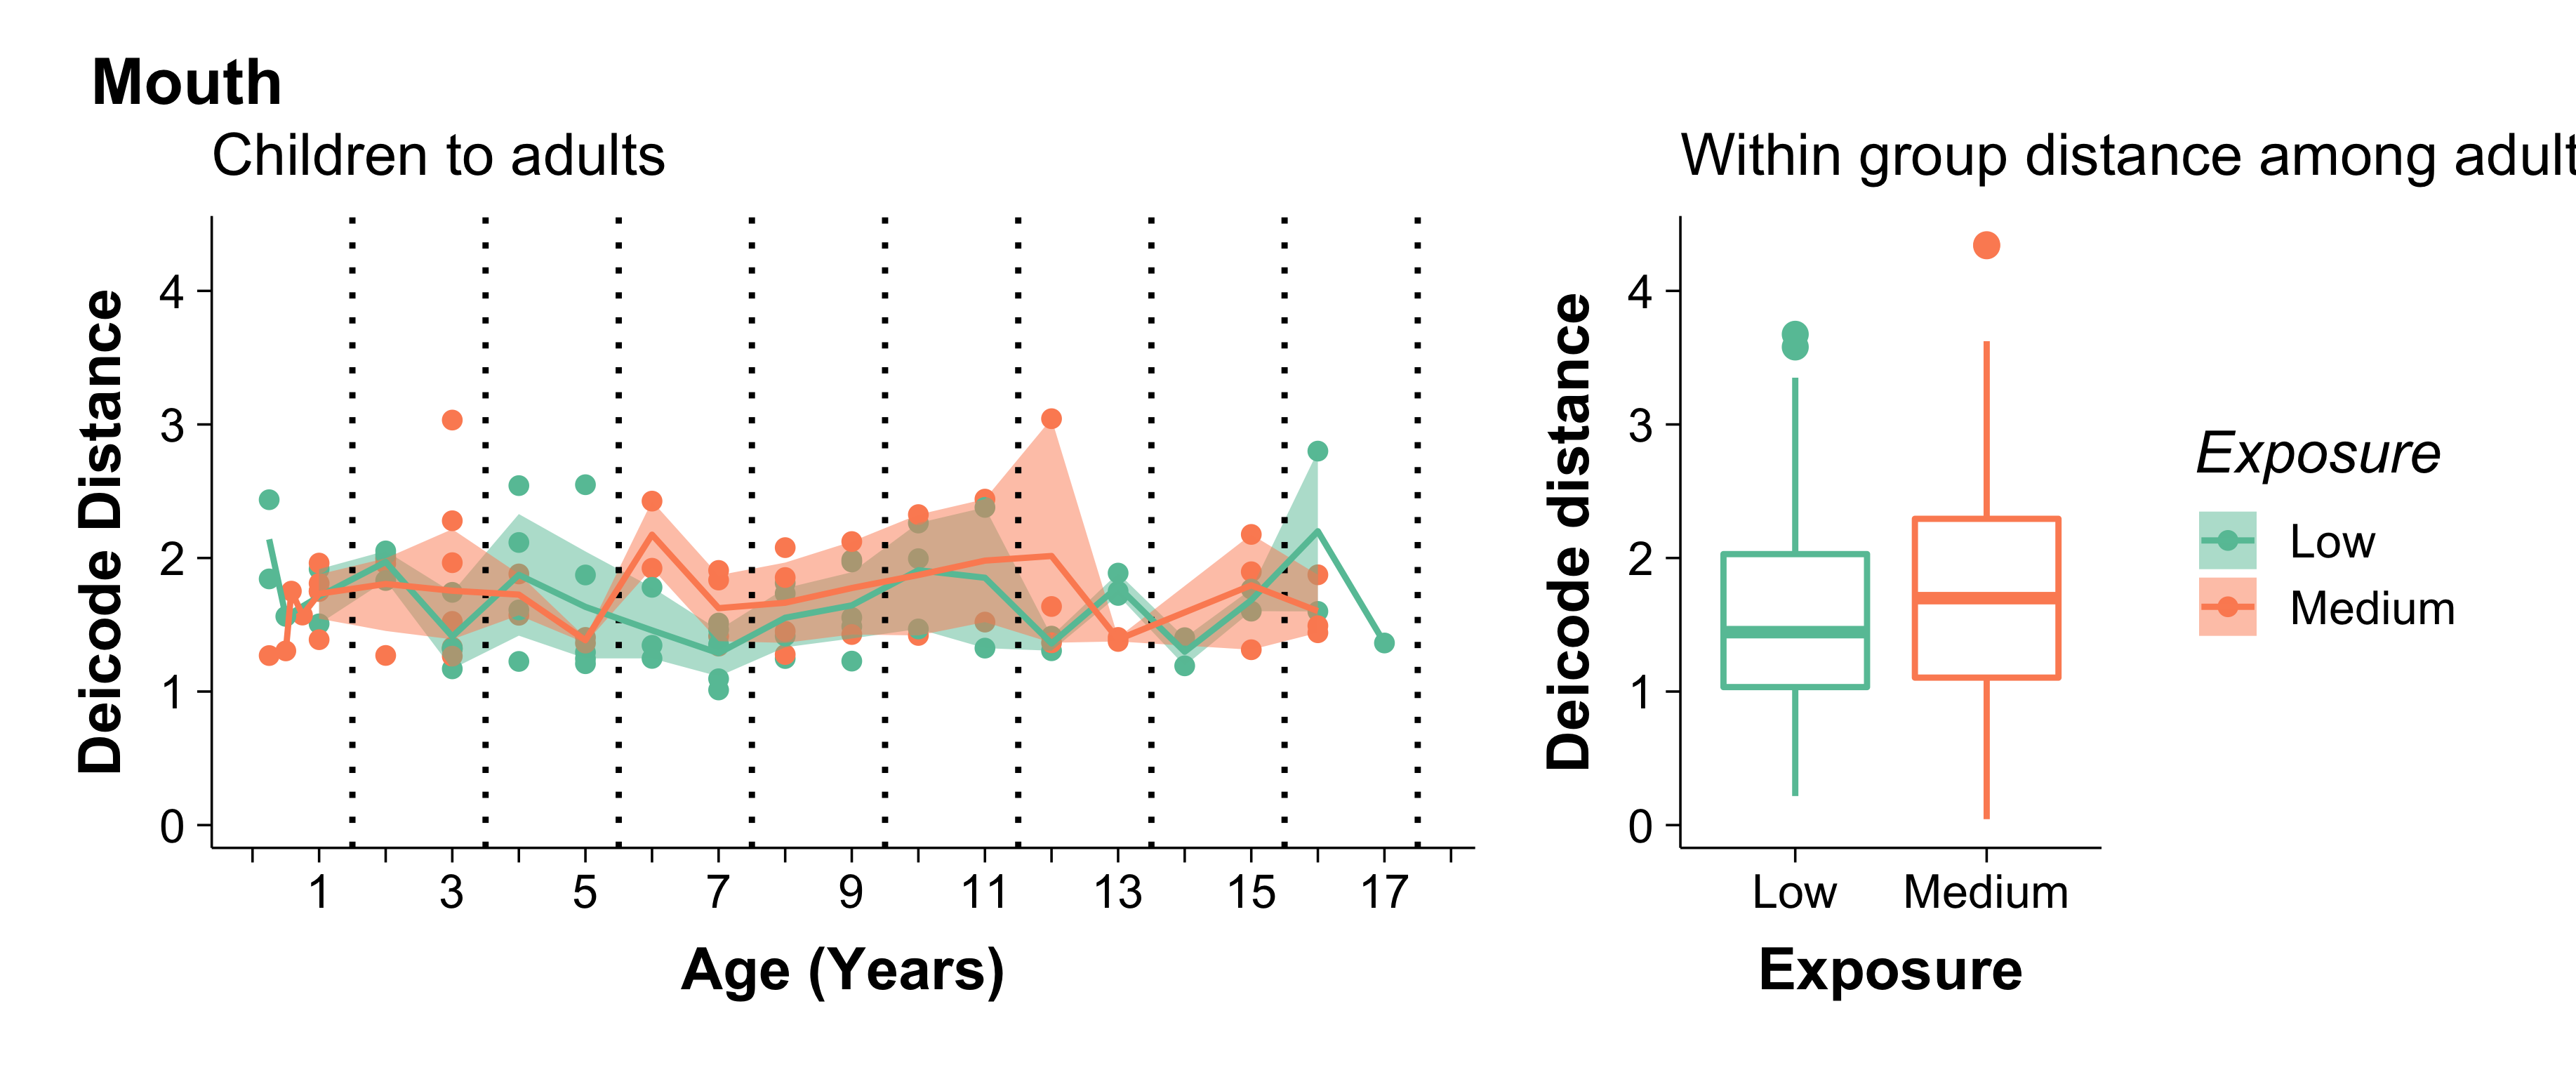 Mouth
Children to adults
Deicode Distance
4
3
2
1
0
1 3 5 7 9 11 13 15 17
Age (Years)
Within group distance among adult
Deicode distance
4
3
2
1
0
Low Medium
Exposure
Exposure
Low
Medium